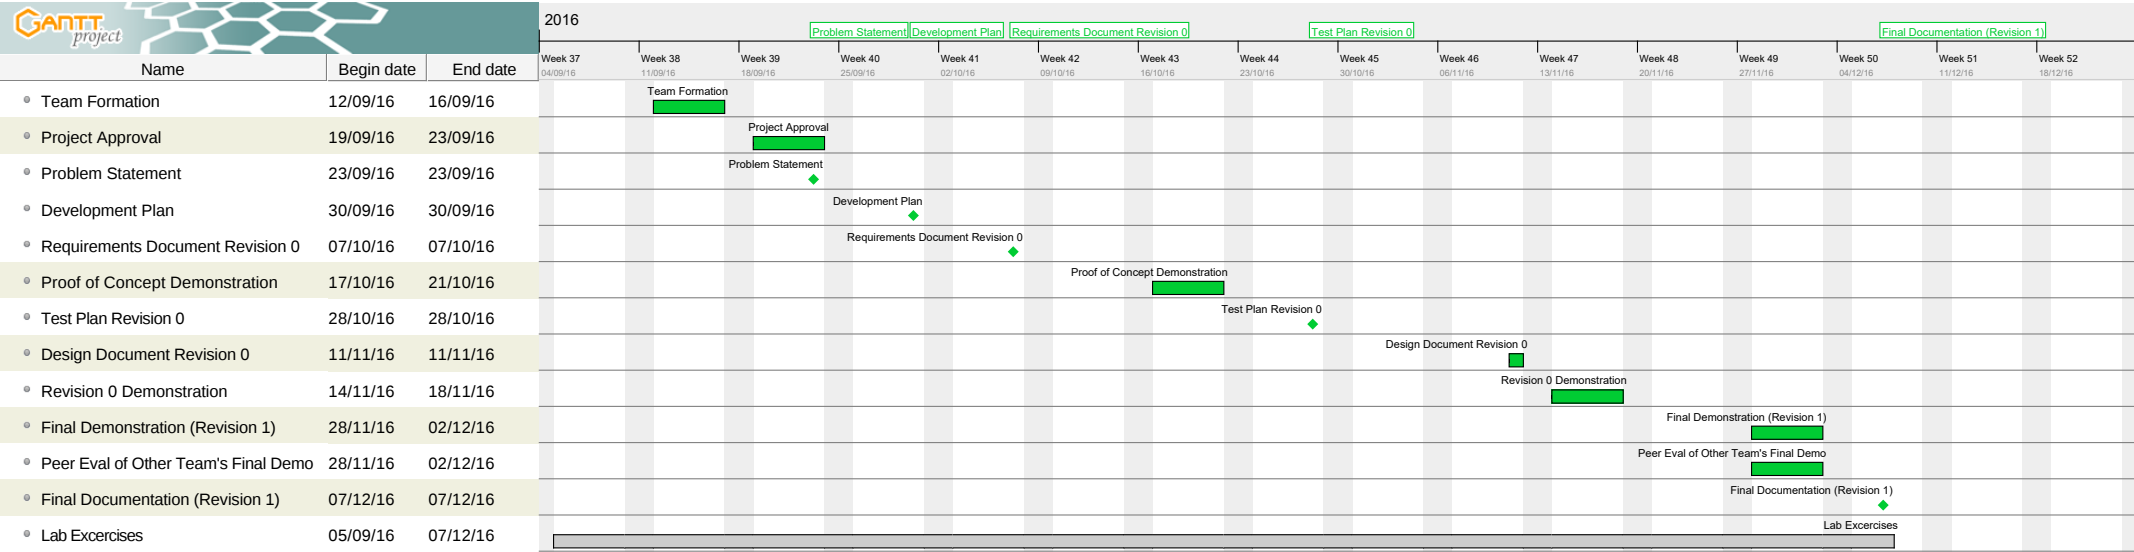 GANTT
project
2016
Problem Statement Development Plan Requirements Document Revision 0 Test Plan Revision 0 Final Documentation (Revision 1)
Week 37 Week 38 Week 39 Week 40 Week 41 Week 42 Week 43 Week 44 Week 45 Week 46 Week 47 Week 48 Week 49 Week 50 Week 51 Week 52
04/09/16 11/09/16 18/09/16 25/09/16 02/10/16 09/10/16 16/10/16 23/10/16 30/10/16 06/11/16 13/11/16 20/11/16 27/11/16 04/12/16 11/12/16 18/12/16
Name Begin date End date
Team Formation 12/09/16 16/09/16 Team Formation
Project Approval 19/09/16 23/09/16 Project Approval
Problem Statement 23/09/16 23/09/16 Problem Statement
Development Plan 30/09/16 30/09/16 Development Plan
Requirements Document Revision 0 07/10/16 07/10/16 Requirements Document Revision 0
Proof of Concept Demonstration 17/10/16 21/10/16 Proof of Concept Demonstration
Test Plan Revision 0 28/10/16 28/10/16 Test Plan Revision 0
Design Document Revision 0 11/11/16 11/11/16 Design Document Revision 0
Revision 0 Demonstration 14/11/16 18/11/16 Revision 0 Demonstration
Final Demonstration (Revision 1) 28/11/16 02/12/16 Final Demonstration (Revision 1)
Peer Eval of Other Team's Final Demo 28/11/16 02/12/16 Peer Eval of Other Team's Final Demo
Final Documentation (Revision 1) 07/12/16 07/12/16 Final Documentation (Revision 1)
Lab Excercises 05/09/16 07/12/16 Lab Excercises